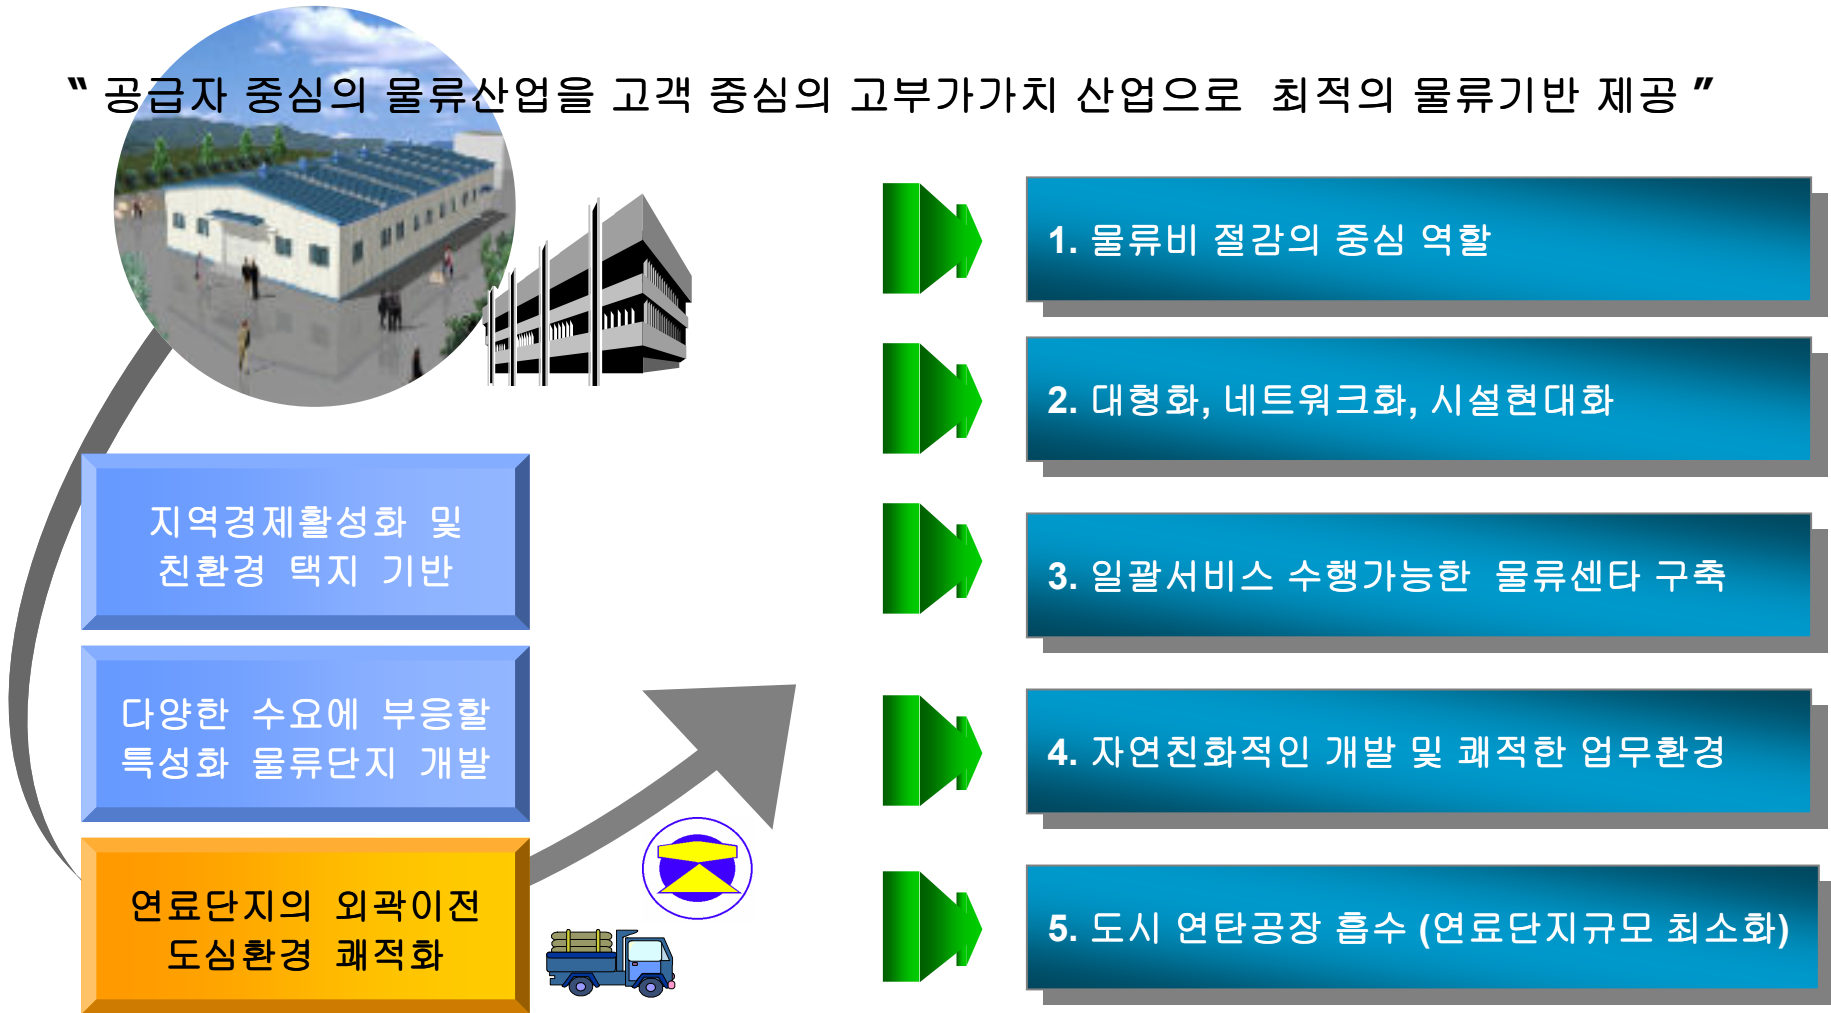 “ 공급자 중심의 물류산업을 고객 중심의 고부가가치 산업으로 최적의 물류기반 제공 ”
지역경제활성화 및
친환경 택지 기반
다양한 수요에 부응할
특성화 물류단지 개발
연료단지의 외곽이전
도심환경 쾌적화
1. 물류비 절감의 중심 역할
2. 대형화, 네트워크화, 시설현대화
3. 일괄서비스 수행가능한 물류센타 구축
4. 자연친화적인 개발 및 쾌적한 업무환경
5. 도시 연탄공장 흡수 (연료단지규모 최소화)